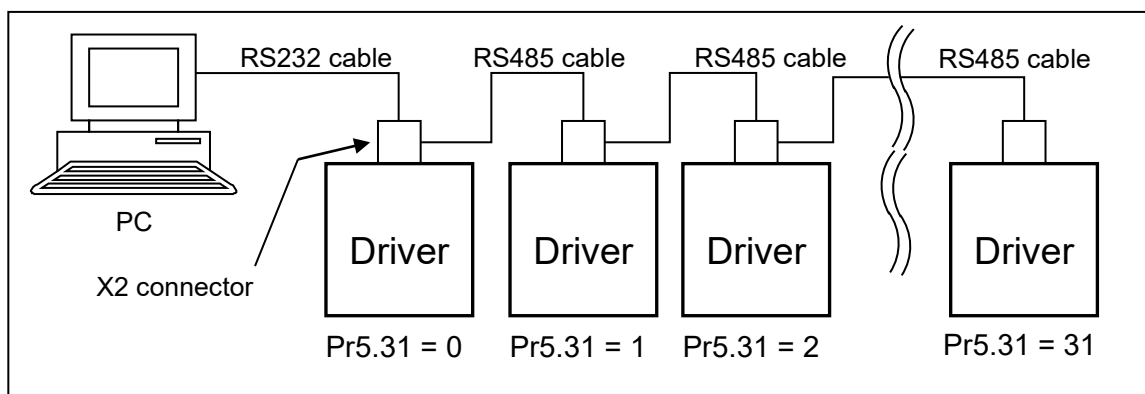 RS232 cable
RS485 cable
RS485 cable
RS485 cable
PC
X2 connector
Driver
Driver
Driver
Driver
Pr5.31 = 0
Pr5.31 = 1
Pr5.31 = 2
Pr5.31 = 31